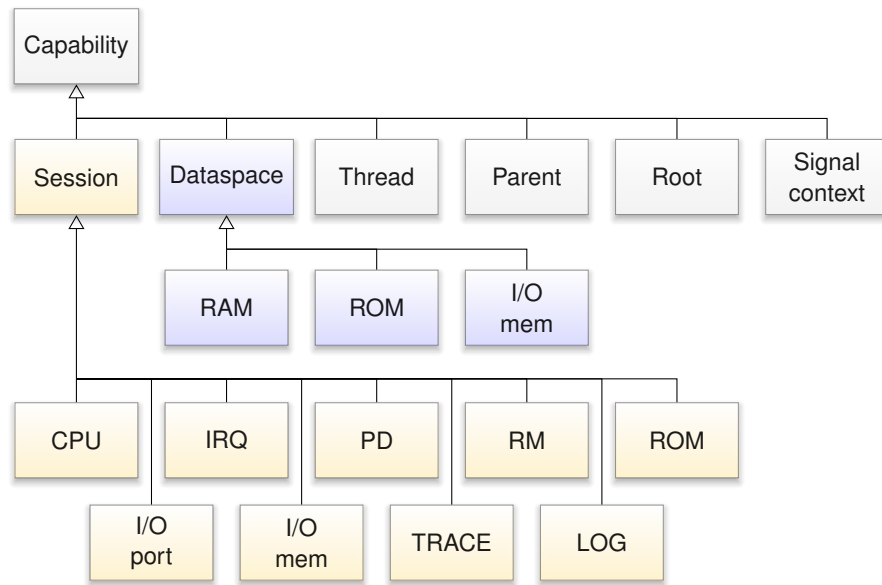 Capability
Session
Dataspace
Thread
Parent
Root
Signal
context
RAM
ROM
I/O
mem
CPU
IRQ
PD
RM
ROM
I/O
port
I/O
mem
TRACE
LOG